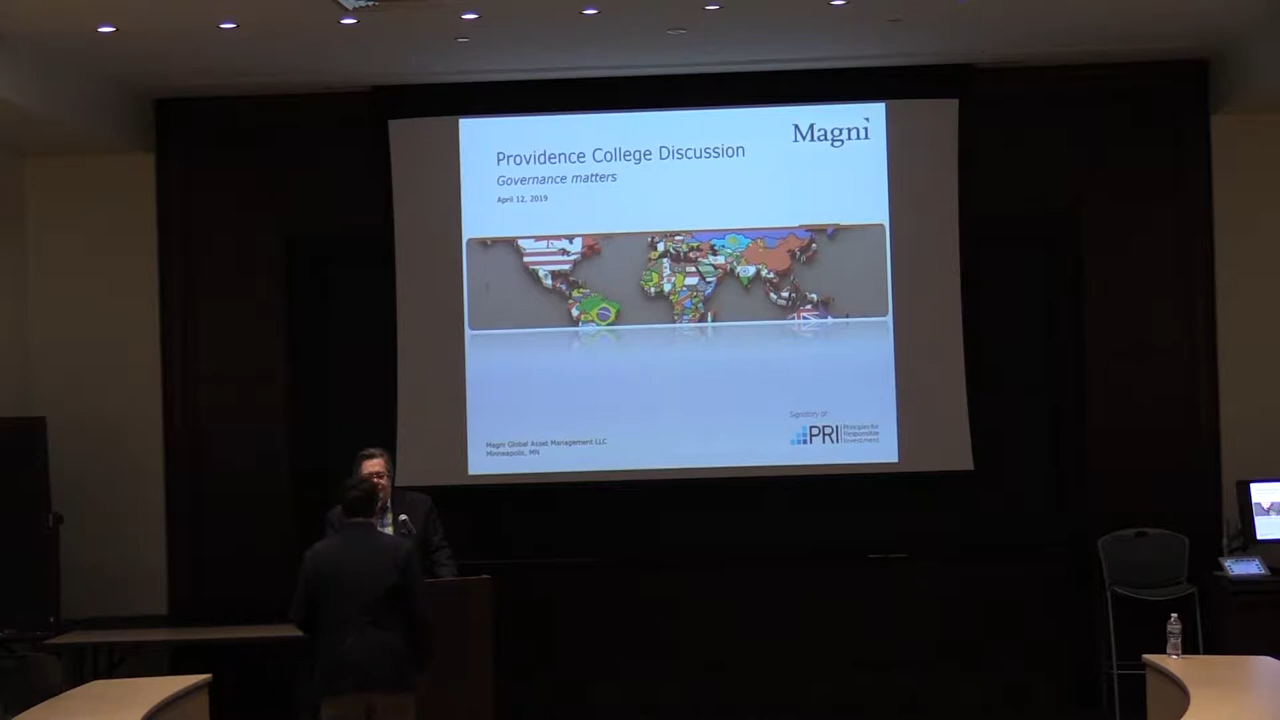 Magni
Providence College Discussion
Governance matters
April 12, 2019
Signatory of:
PRI
Principles for
Responsible
Investment
Magni Global Asset Management LLC
Minneapolis, MN